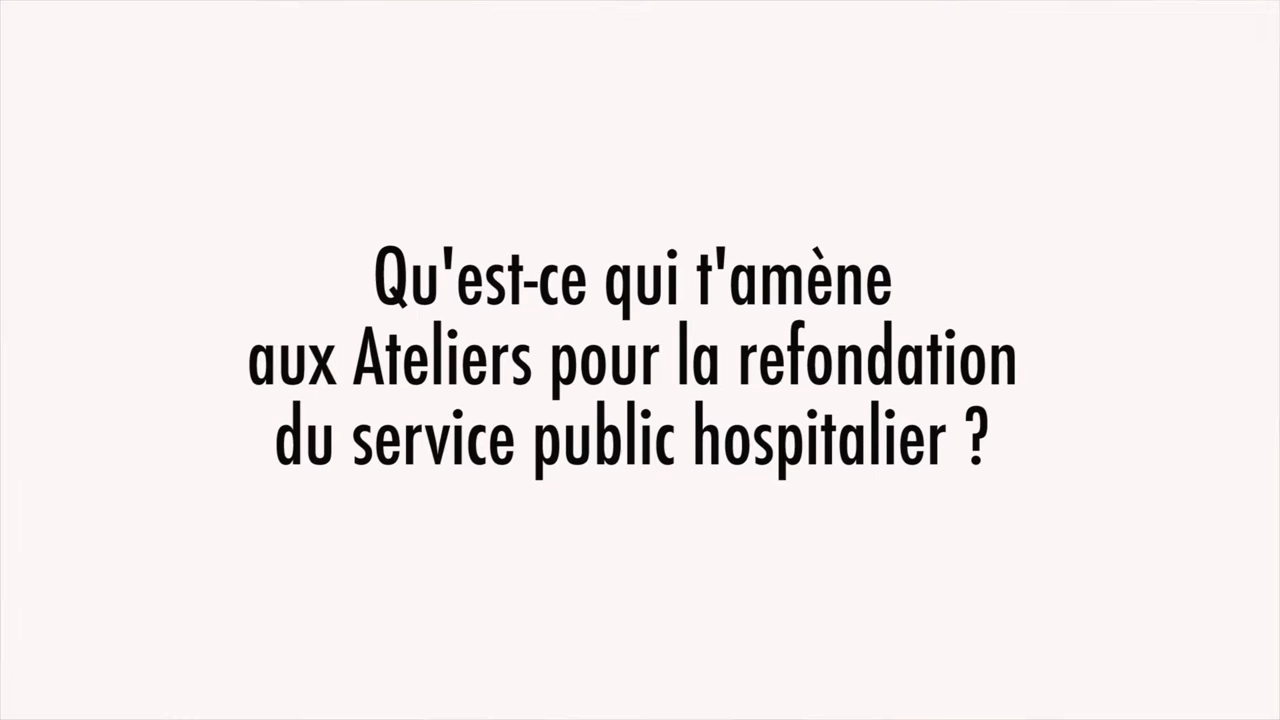 Qu'est-ce qui t'amène
aux Ateliers pour la refondation
du service public hospitalier ?